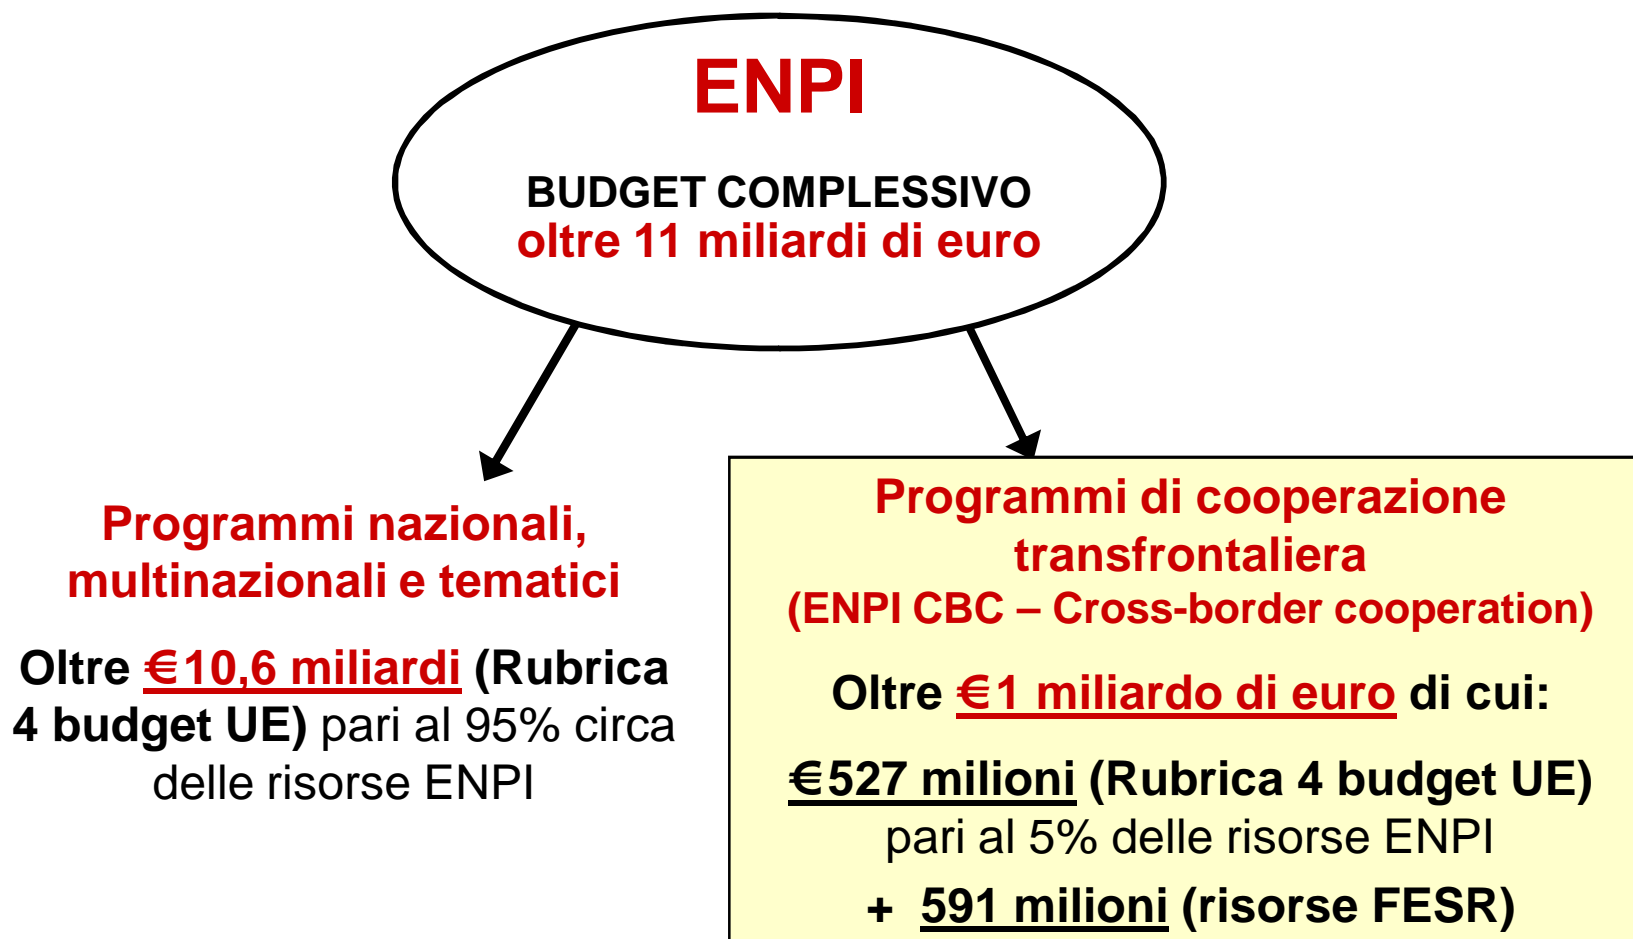 ENPI
BUDGET COMPLESSIVO
oltre 11 miliardi di euro
Programmi nazionali,
multinazionali e tematici
Oltre €10,6 miliardi (Rubrica
4 budget UE) pari al 95% circa
delle risorse ENPI
Programmi di cooperazione
transfrontaliera
(ENPI CBC – Cross-border cooperation)
Oltre €1 miliardo di euro di cui:
€527 milioni (Rubrica 4 budget UE)
pari al 5% delle risorse ENPI
+ 591 milioni (risorse FESR)